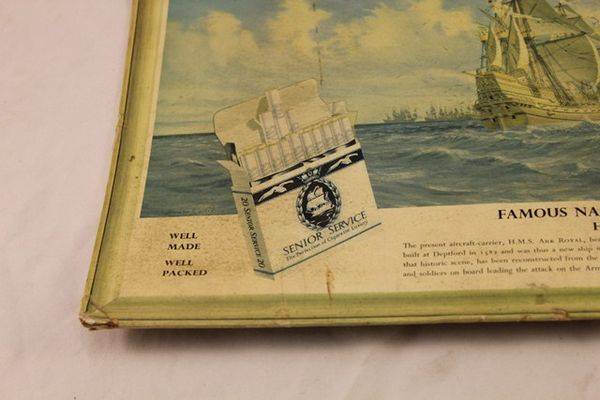 20 SENIOR SERVICE 20
SENIOR SERVICE
The Perfection of Cigarette Luxury
WELL
MADE
WELL
PACKED
FAMOUS NA
H
The present aircraft-carrier, H.M.S. ARK ROYAL, be
built at Deptford in 1587 and was thus a new ship
that historic scene, has been reconstructed from the
and soldiers on board leading the attack on the Arm